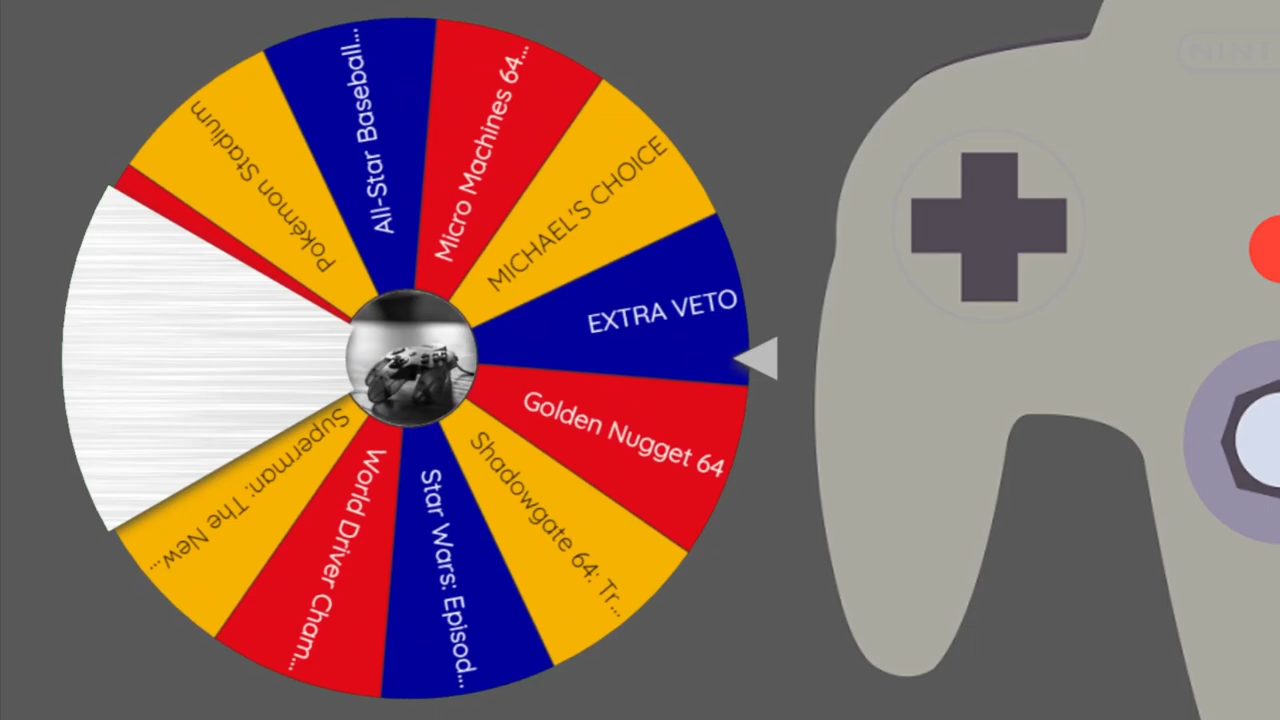 Pokémon Stadium
All-Star Baseball...
Micro Machines 64...
MICHAEL'S CHOICE
EXTRA VETO
Golden Nugget 64
Shadowgate 64: Tr...
Star Wars: Episod...
World Driver Cham...
Superman: The New...